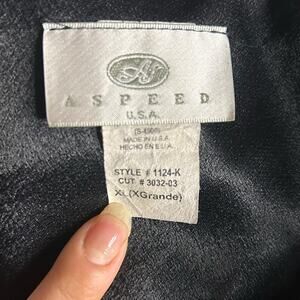 ASPEED
U.S.A.
MADE IN U.S.A.
HECHO EN E.U.A.
STYLE # 1124-K
CUT # 3032-03
XL(XGrande)